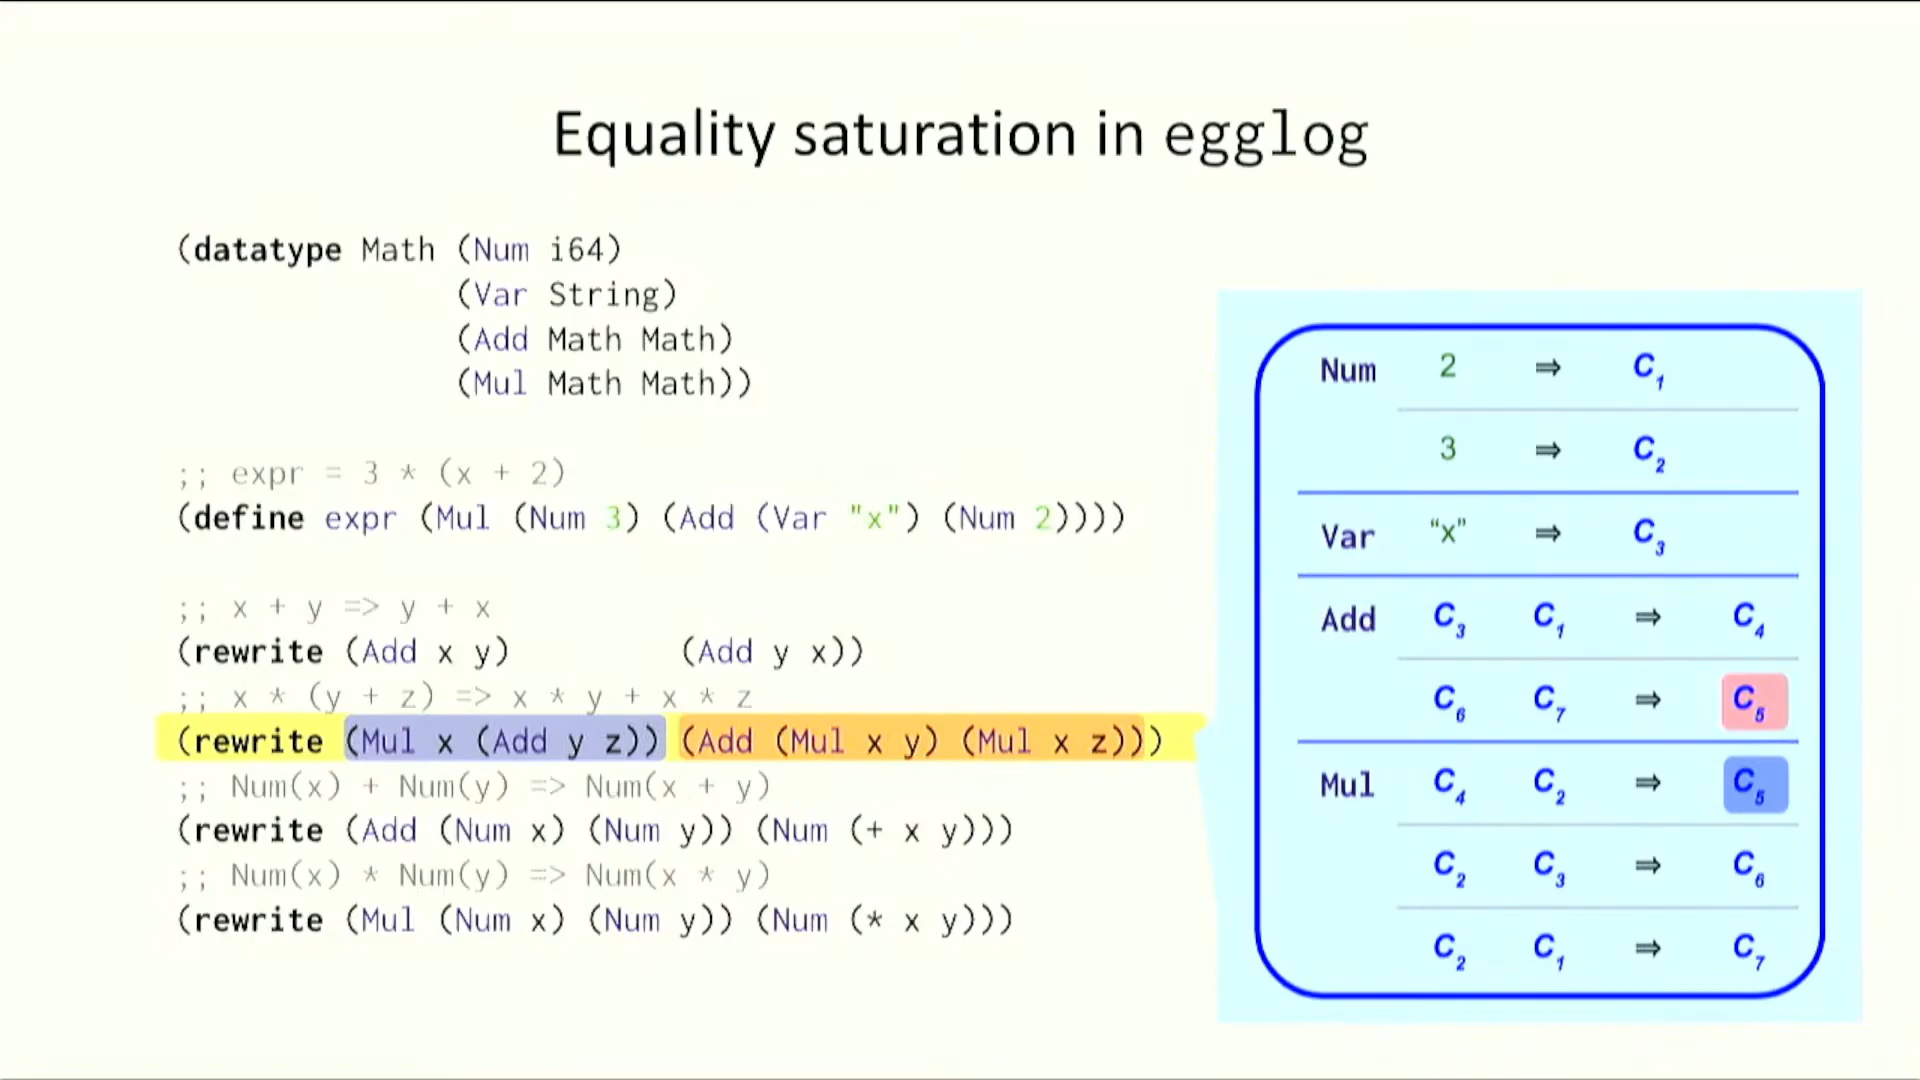 Equality saturation in egglog
(datatype Math (Num i64)
(Var String)
(Add Math Math)
(Mul Math Math))
;; expr = 3 * (x + 2)
(define expr (Mul (Num 3) (Add (Var "x") (Num 2))))
;; x + y => y + x
(rewrite (Add x y) (Add y x))
;; x * (y + z) => x * y + x * z
(rewrite (Mul x (Add y z)) (Add (Mul x y) (Mul x z)))
;; Num(x) + Num(y) => Num(x + y)
(rewrite (Add (Num x) (Num y)) (Num (+ x y)))
;; Num(x) * Num(y) => Num(x * y)
(rewrite (Mul (Num x) (Num y)) (Num (* x y)))
Num 2 ⇒ C₁
3 ⇒ C₂
Var “x” ⇒ C₃
Add C₃ C₁ ⇒ C₄
C₆ C₇ ⇒ C₅
Mul C₄ C₂ ⇒ C₅
C₂ C₃ ⇒ C₆
C₂ C₁ ⇒ C₇